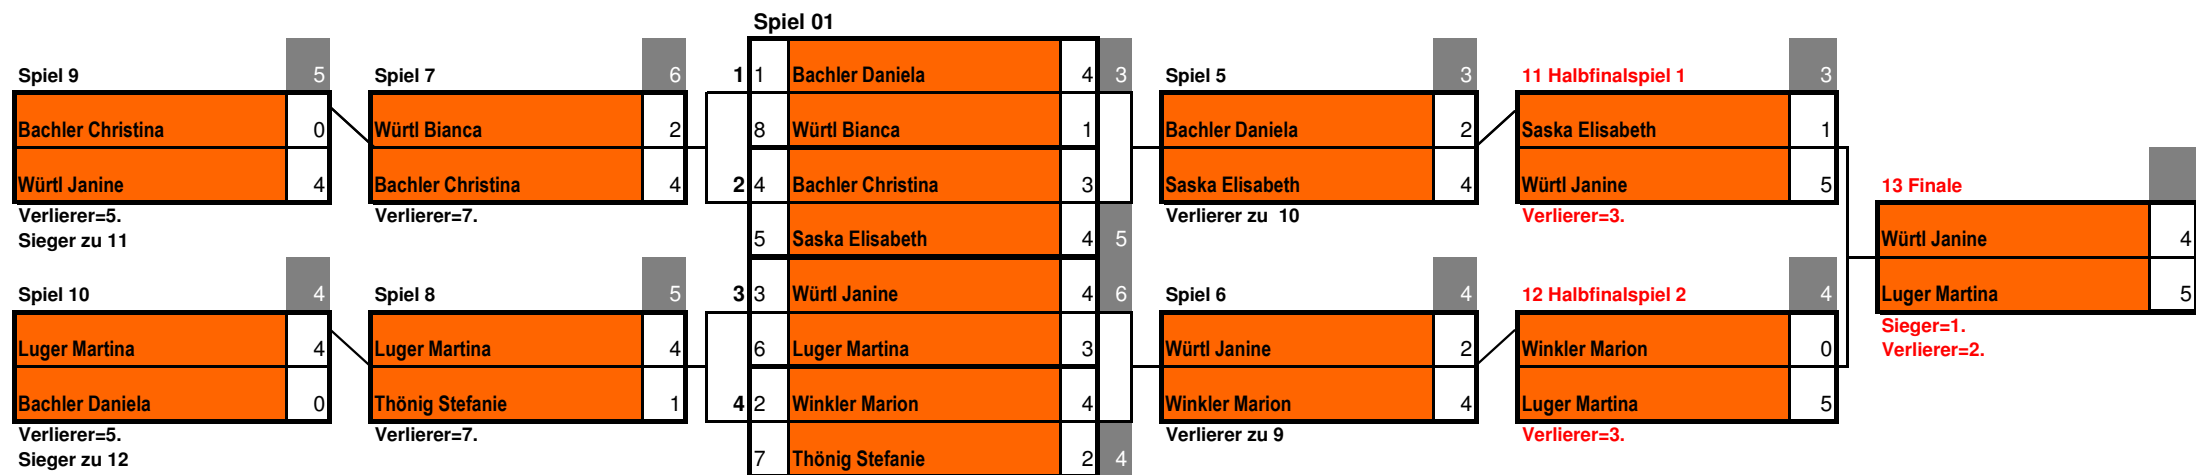 Spiel 01
5 6 1 1 Bachler Daniela 4 3 3 3
Spiel 9 Spiel 7 Spiel 5 11 Halbfinalspiel 1
Bachler Christina 0 Würtl Bianca 2 8 Würtl Bianca 1 Bachler Daniela 2 Saska Elisabeth 1
Würtl Janine 4 Bachler Christina 4 2 4 Bachler Christina 3 Saska Elisabeth 4 Würtl Janine 5 13 Finale
Verlierer=5. Verlierer=7. Verlierer zu 10 Verlierer=3.
Sieger zu 11 5 Saska Elisabeth 4 5 Würtl Janine 4
Spiel 10 4 Spiel 8 5 3 3 Würtl Janine 4 6 Spiel 6 4 12 Halbfinalspiel 2 4 Luger Martina 5
Sieger=1.
Luger Martina 4 Luger Martina 4 6 Luger Martina 3 Würtl Janine 2 Winkler Marion 0 Verlierer=2.
Bachler Daniela 0 Thönig Stefanie 1 4 2 Winkler Marion 4 Winkler Marion 4 Luger Martina 5
Verlierer=5. Verlierer=7. Verlierer zu 9 Verlierer=3.
Sieger zu 12 7 Thönig Stefanie 2 4